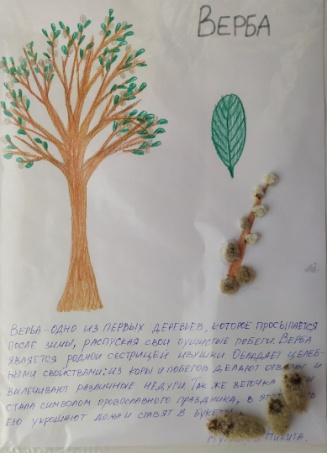 ВЕРБА
ВЕРБА - ОДНО ИЗ ПЕРВЫХ ДЕРЕВЬЕВ, КОТОРОЕ ПРОСЫПАЕТСЯ
ПОСЛЕ ЗИМЫ, РАСПУСКАЯ СВОИ ПУШИСТЫЕ ПОБЕГИ. ВЕРБА
ЯВЛЯЕТСЯ РОДНОЙ СЕСТРИЦЕЙ ИВУШКИ. ОБЛАДАЕТ ЦЕЛЕБ-
НЫМИ СВОЙСТВАМИ: ИЗ КОРЫ И ПОБЕГОВ ДЕЛАЮТ ОТВАРЫ И
ВЫЛЕЧИВАЮТ РАЗЛИЧНЫЕ НЕДУГИ. ТАК ЖЕ ВЕТОЧКА
СТАЛА СИМВОЛОМ ПРАВОСЛАВНОГО ПРАЗДНИКА, В
ЕЮ УКРАШАЮТ ДОМА И СТАВЯТ В
НИКИТА.